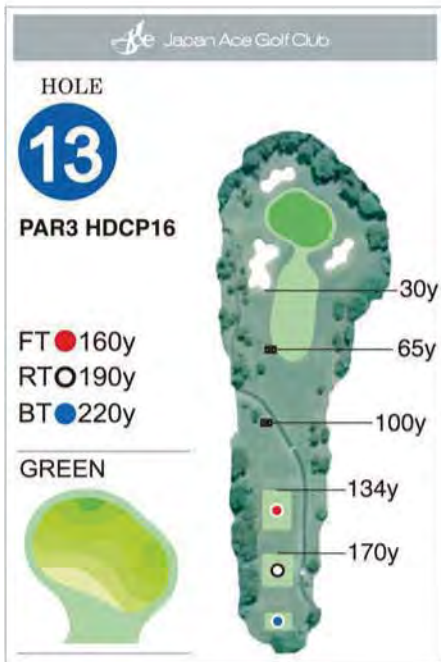 Ace Japan Ace Golf Club
HOLE
13
PAR3 HDCP16
FT 160y
RT 190y
BT 220y
GREEN
30y
65y
100y
134y
170y